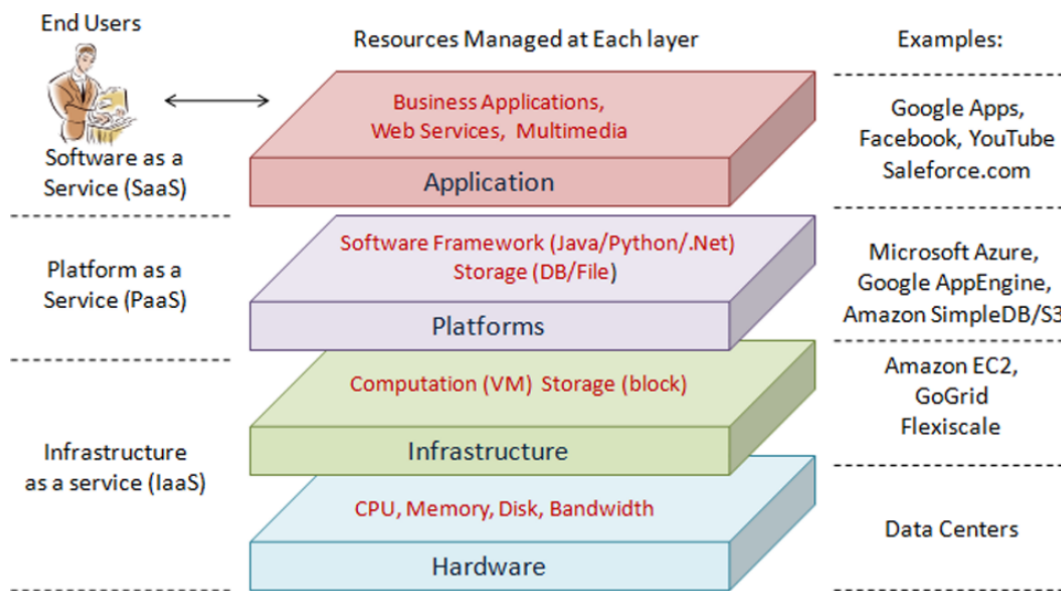 End Users
Resources Managed at Each layer
Examples:
Business Applications,
Web Services, Multimedia
Application
Software as a
Service (SaaS)
Google Apps,
Facebook, YouTube
Saleforce.com
Software Framework (Java/Python/.Net)
Storage (DB/File)
Platforms
Platform as a
Service (PaaS)
Microsoft Azure,
Google AppEngine,
Amazon SimpleDB/S3
Computation (VM) Storage (block)
Infrastructure
Amazon EC2,
GoGrid
Flexiscale
Infrastructure
as a service (IaaS)
CPU, Memory, Disk, Bandwidth
Hardware
Data Centers